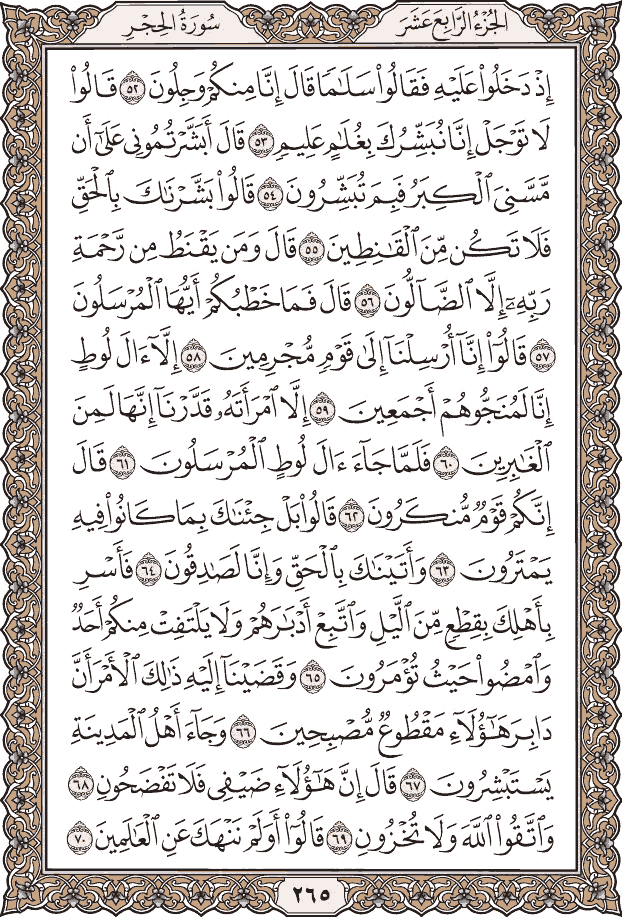 الجُزْءُ الرَّابِعَ عَشَرَ
سُورَةُ الحِجْرِ
إِذْ دَخَلُواْ عَلَيْهِ فَقَالُواْ سَلَٰمٗا قَالَ إِنَّا مِنكُمۡ وَجِلُونَ ٥٢ قَالُواْ
لَا تَوۡجَلۡ إِنَّا نُبَشِّرُكَ بِغُلَٰمٍ عَلِيمٖ ٥٣ قَالَ أَبَشَّرۡتُمُونِي عَلَىٰٓ أَن
مَّسَّنِيَ ٱلۡكِبَرُ فَبِمَ تُبَشِّرُونَ ٥٤ قَالُواْ بَشَّرۡنَٰكَ بِٱلۡحَقِّ
فَلَا تَكُن مِّنَ ٱلۡقَٰنِطِينَ ٥٥ قَالَ وَمَن يَقۡنَطُ مِن رَّحۡمَةِ
رَبِّهِۦٓ إِلَّا ٱلضَّآلُّونَ ٥٦ قَالَ فَمَا خَطۡبُكُمۡ أَيُّهَا ٱلۡمُرۡسَلُونَ
٥٧ قَالُوٓاْ إِنَّآ أُرۡسِلۡنَآ إِلَىٰ قَوۡمٖ مُّجۡرِمِينَ ٥٨ إِلَّآ ءَالَ لُوطٍ
إِنَّا لَمُنَجُّوهُمۡ أَجۡمَعِينَ ٥٩ إِلَّا ٱمۡرَأَتَهُۥ قَدَّرۡنَآ إِنَّهَا لَمِنَ
ٱلۡغَٰبِرِينَ ٦٠ فَلَمَّا جَآءَ ءَالَ لُوطٍ ٱلۡمُرۡسَلُونَ ٦١ قَالَ
إِنَّكُمۡ قَوۡمٞ مُّنكَرُونَ ٦٢ قَالُواْ بَلۡ جِئۡنَٰكَ بِمَا كَانُواْ فِيهِ
يَمۡتَرُونَ ٦٣ وَأَتَيۡنَٰكَ بِٱلۡحَقِّ وَإِنَّا لَصَٰدِقُونَ ٦٤ فَأَسۡرِ
بِأَهۡلِكَ بِقِطۡعٖ مِّنَ ٱلَّيۡلِ وَٱتَّبِعۡ أَدۡبَٰرَهُمۡ وَلَا يَلۡتَفِتۡ مِنكُمۡ أَحَدٞ
وَٱمۡضُواْ حَيۡثُ تُؤۡمَرُونَ ٦٥ وَقَضَيۡنَآ إِلَيۡهِ ذَٰلِكَ ٱلۡأَمۡرَ أَنَّ
دَابِرَ هَٰٓؤُلَآءِ مَقۡطُوعٞ مُّصۡبِحِينَ ٦٦ وَجَآءَ أَهۡلُ ٱلۡمَدِينَةِ
يَسۡتَبۡشِرُونَ ٦٧ قَالَ إِنَّ هَٰٓؤُلَآءِ ضَيۡفِي فَلَا تَفۡضَحُونِ ٦٨
وَٱتَّقُواْ ٱللَّهَ وَلَا تُخۡزُونِ ٦٩ قَالُوٓاْ أَوَلَمۡ نَنۡهَكَ عَنِ ٱلۡعَٰلَمِينَ ٧٠
٢٦٥